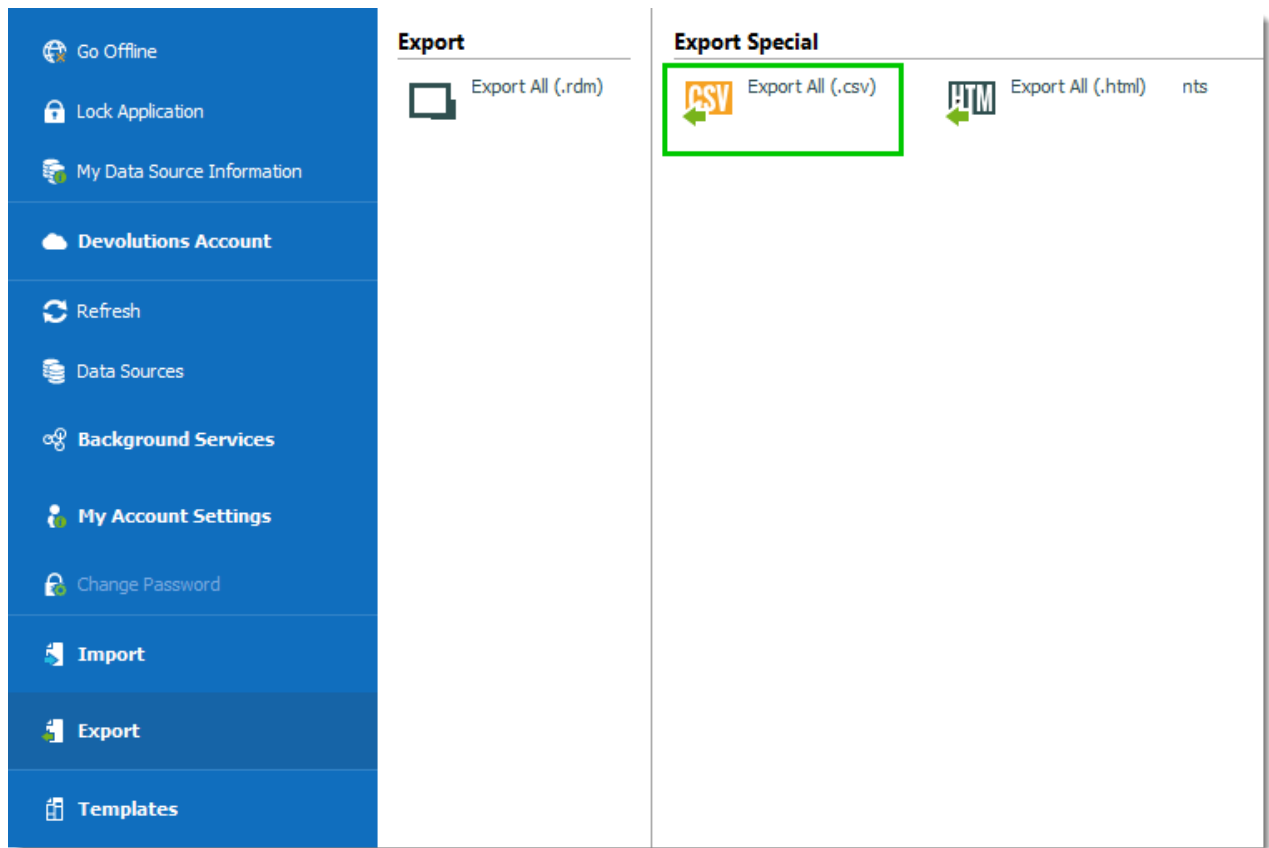 Go Offline
Lock Application
My Data Source Information
Devolutions Account
Refresh
Data Sources
Background Services
My Account Settings
Change Password
Import
Export
Templates
Export
Export All (.rdm)
Export Special
CSV
Export All (.csv)
HTM
Export All (.html)
nts